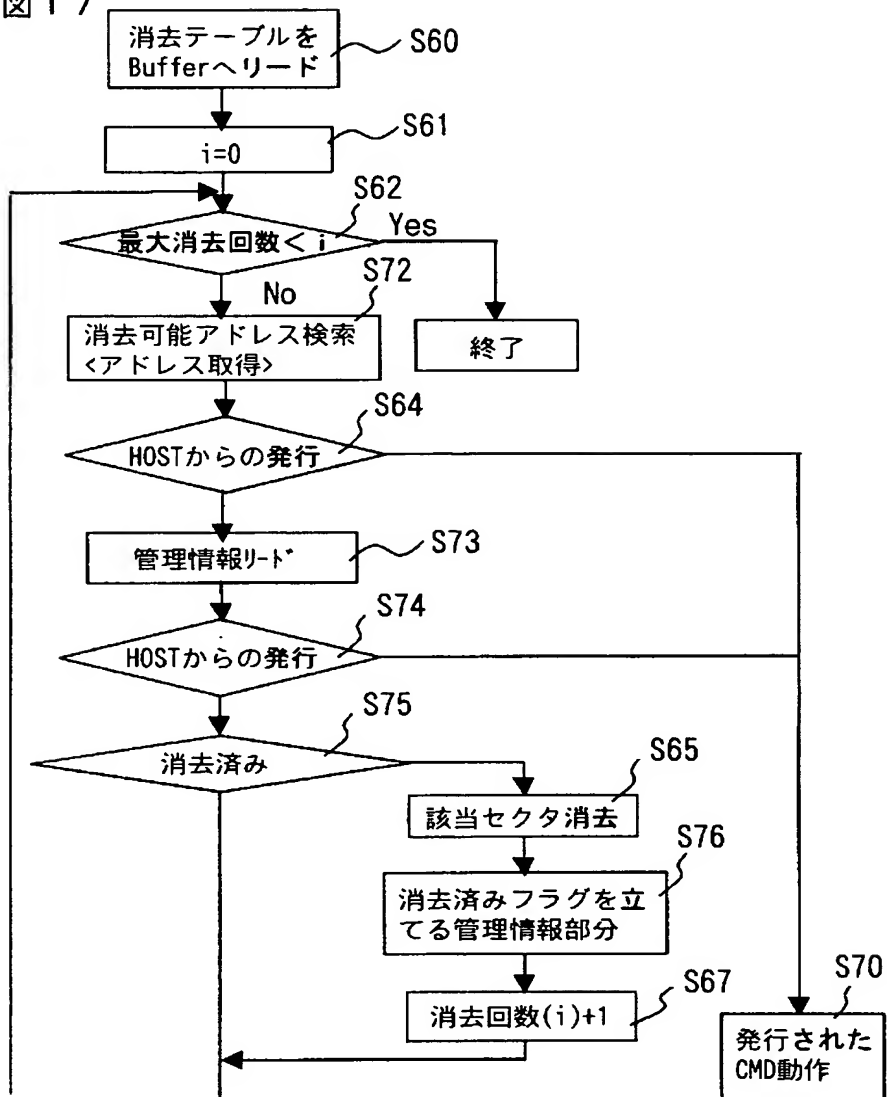 図17
消去テーブルを
Bufferへリード
S60
i=0
S61
最大消去回数< i
S62
Yes
No
消去可能アドレス検索
<アドレス取得>
S72
終了
HOSTからの発行
S64
管理情報ﾘｰﾄﾞ
S73
HOSTからの発行
S74
消去済み
S75
該当セクタ消去
S65
消去済みフラグを立
てる管理情報部分
S76
消去回数(i)+1
S67
発行された
CMD動作
S70